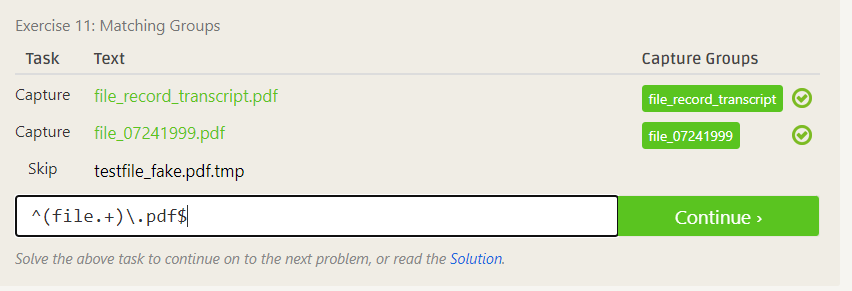 Exercise 11: Matching Groups
Task Text Capture Groups
Capture file_record_transcript.pdf file_record_transcript
Capture file_07241999.pdf file_07241999
Skip testfile_fake.pdf.tmp
^(file.+)\.pdf$ Continue ›
Solve the above task to continue on to the next problem, or read the Solution.